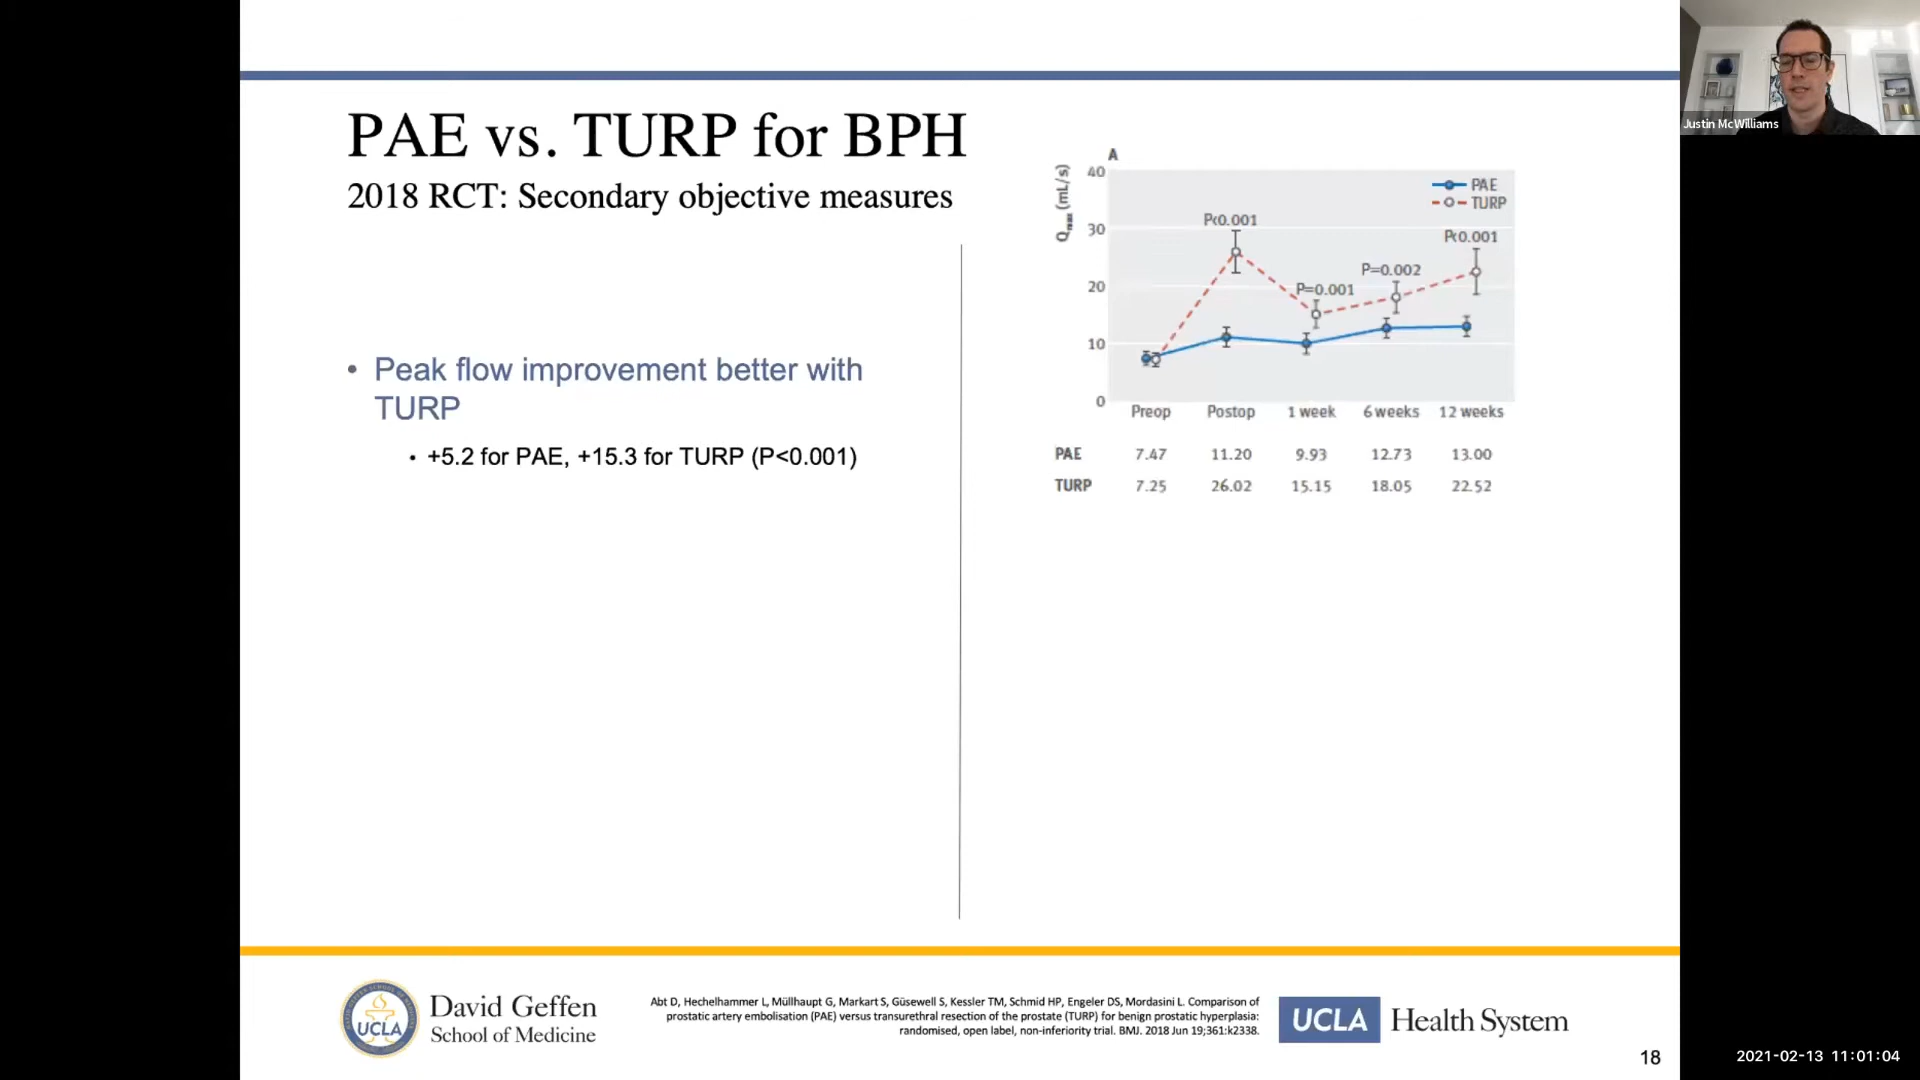 PAE vs. TURP for BPH
2018 RCT: Secondary objective measures
• Peak flow improvement better with
TURP
• +5.2 for PAE, +15.3 for TURP (P<0.001)
A
Qmax (mL/s)
40
30
20
10
0
PAE
TURP
P<0.001
P=0.001
P=0.002
P<0.001
Preop Postop 1 week 6 weeks 12 weeks
PAE 7.47 11.20 9.93 12.73 13.00
TURP 7.25 26.02 15.15 18.05 22.52
Justin McWilliams
UCLA
David Geffen
School of Medicine
Abt D, Hechelhammer L, Müllhaupt G, Markart S, Güsewell S, Kessler TM, Schmid HP, Engeler DS, Mordasini L. Comparison of
prostatic artery embolisation (PAE) versus transurethral resection of the prostate (TURP) for benign prostatic hyperplasia:
randomised, open label, non-inferiority trial. BMJ. 2018 Jun 19;361:k2338.
UCLA Health System
18
2021-02-13 11:01:04